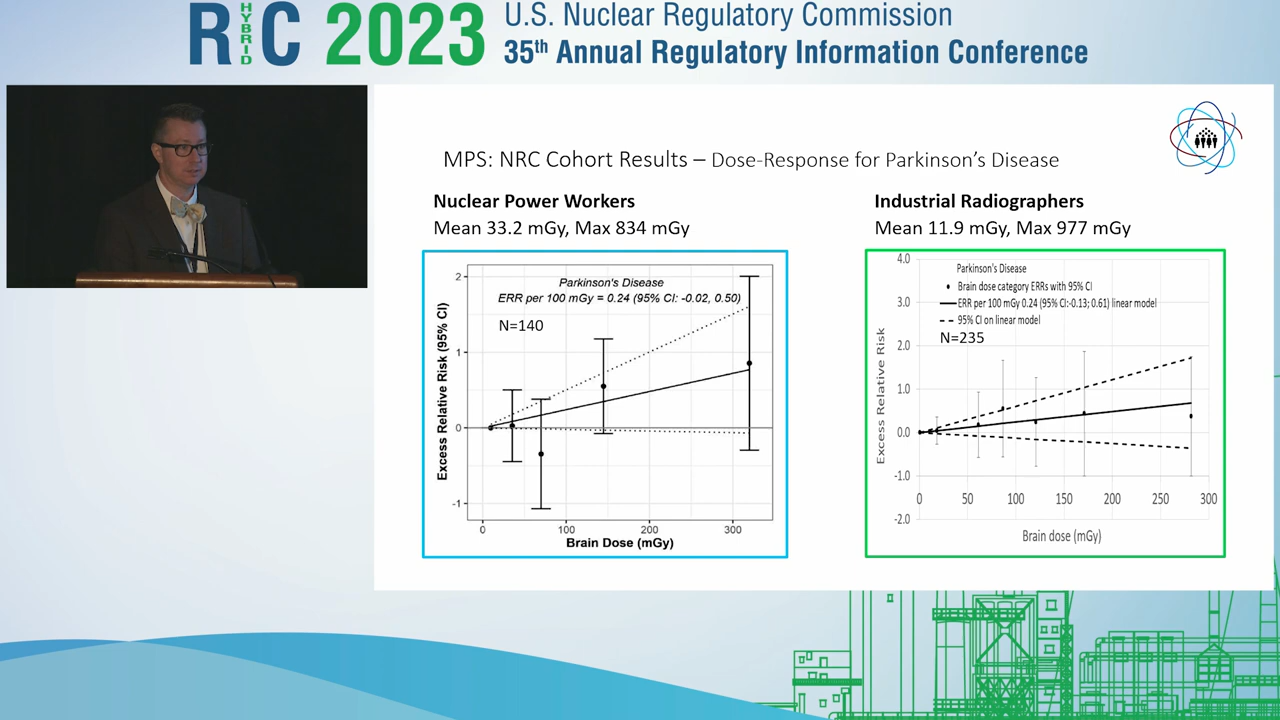 RIC 2023
HYBRID
U.S. Nuclear Regulatory Commission
35th Annual Regulatory Information Conference
MPS: NRC Cohort Results – Dose-Response for Parkinson's Disease
Nuclear Power Workers
Mean 33.2 mGy, Max 834 mGy
Parkinson's Disease
ERR per 100 mGy = 0.24 (95% CI: -0.02, 0.50)
N=140
Excess Relative Risk (95% CI)
2
1
0
-1
0 100 200 300
Brain Dose (mGy)
Industrial Radiographers
Mean 11.9 mGy, Max 977 mGy
Parkinson's Disease
Brain dose category ERRs with 95% CI
ERR per 100 mGy 0.24 (95% CI:-0.13; 0.61) linear model
95% CI on linear model
N=235
Excess Relative Risk
4.0
3.0
2.0
1.0
0.0
-1.0
-2.0
0 50 100 150 200 250 300
Brain dose (mGy)